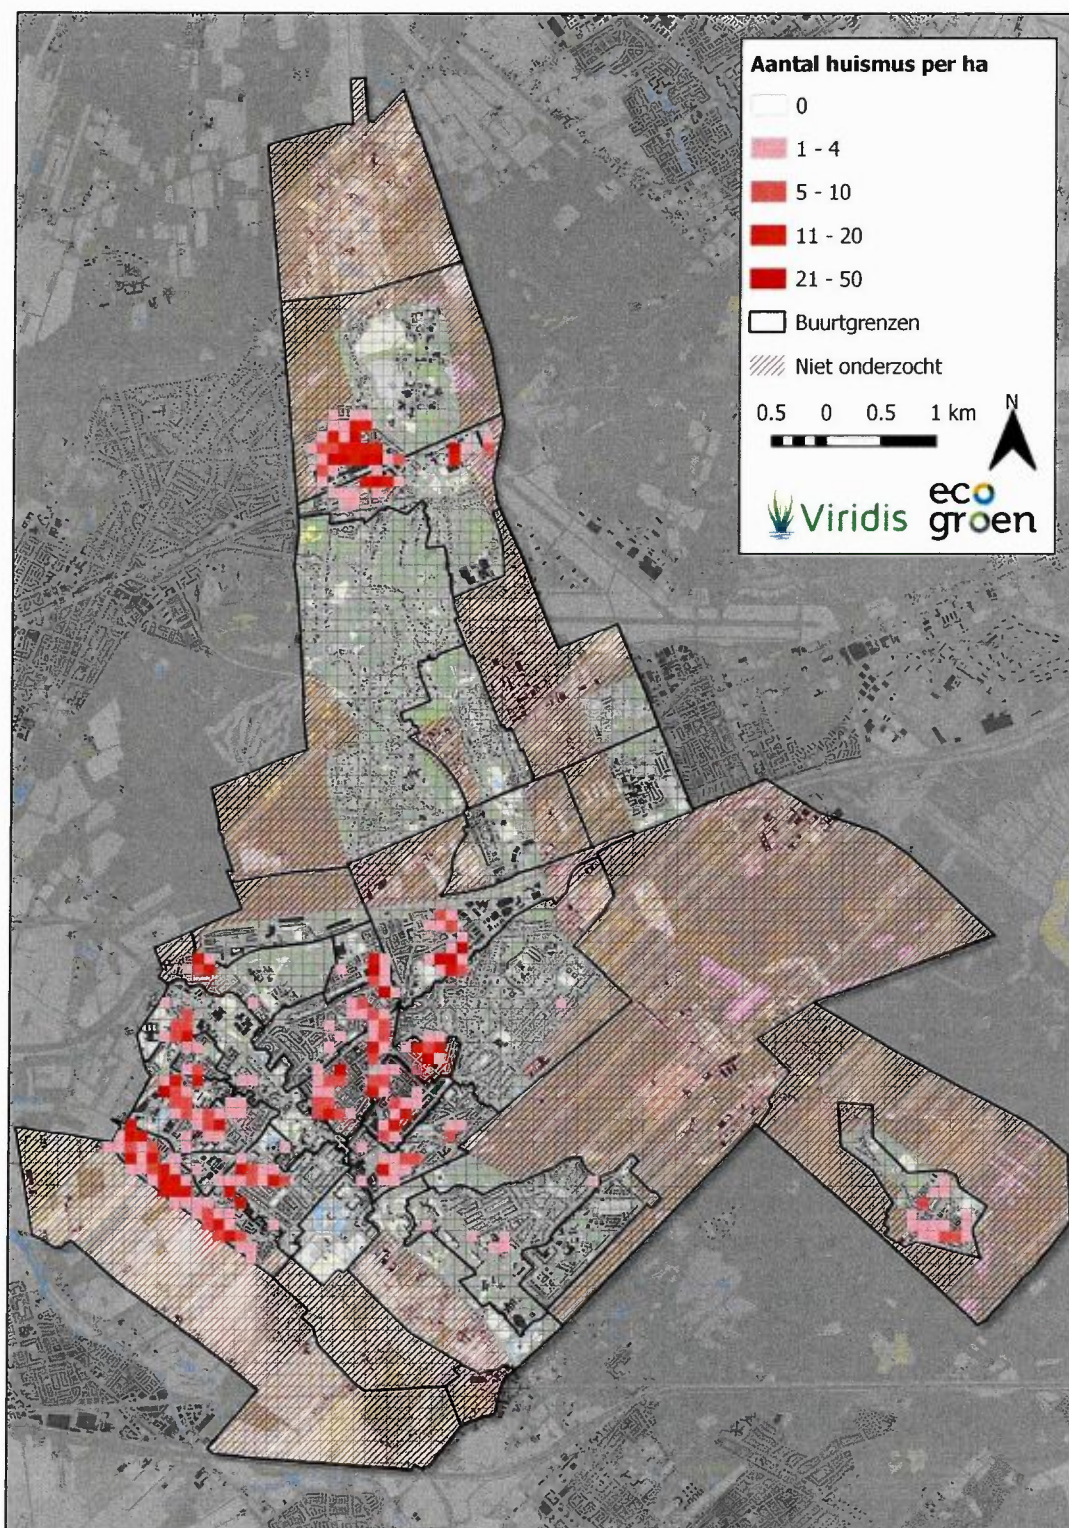 Aantal huismus per ha
0
1 - 4
5 - 10
11 - 20
21 - 50
Buurtgrenzen
Niet onderzocht
0.5 0 0.5 1 km
N
Viridis
eco
groen